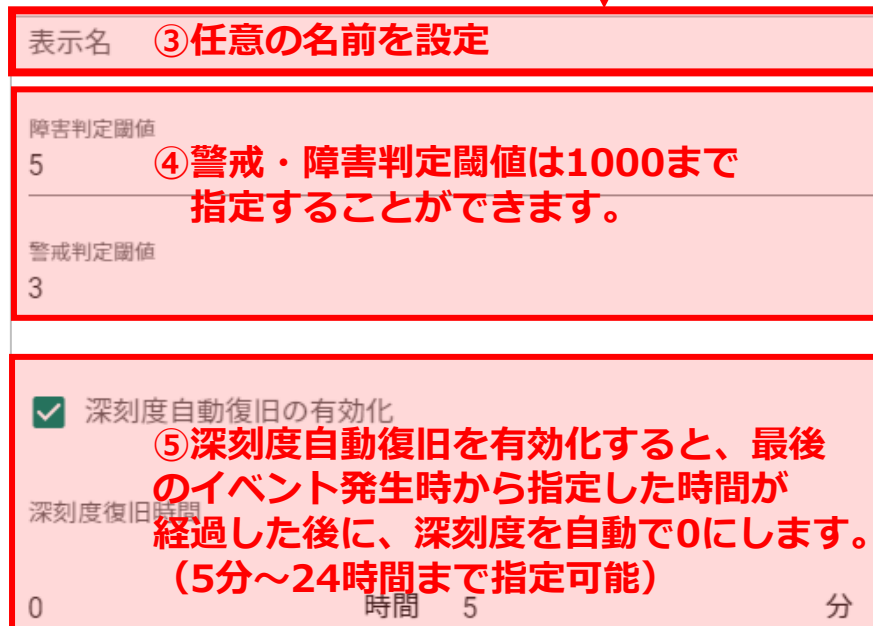 表示名 ③任意の名前を設定
障害判定閾値
5 ④警戒・障害判定閾値は1000まで
指定することができます。
警戒判定閾値
3
深刻度自動復旧の有効化
⑤深刻度自動復旧を有効化すると、最後
のイベント発生時から指定した時間が
深刻度復旧時間
経過した後に、深刻度を自動で0にします。
（5分～24時間まで指定可能）
0 時間 5 分